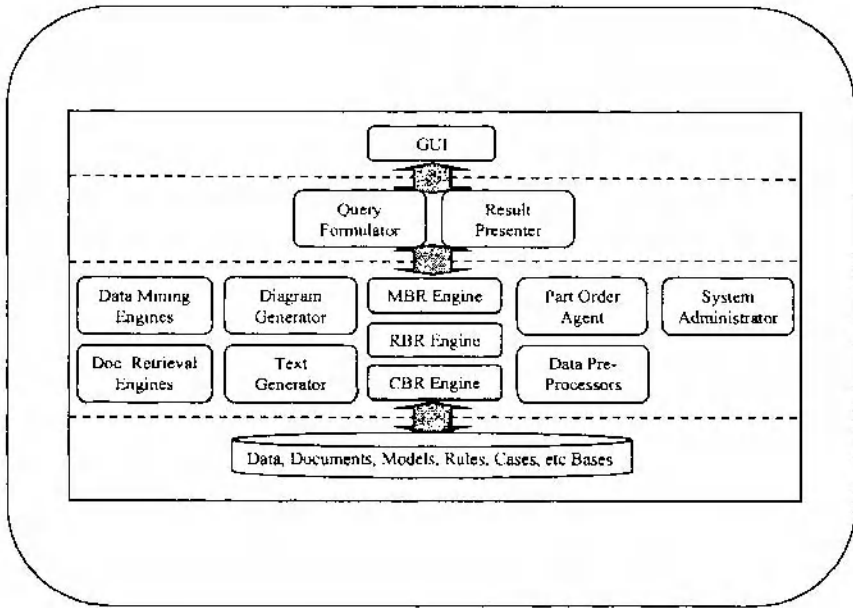 GUI
Query
Formulator
Result
Presenter
Data Mining
Engines
Diagram
Generator
MBR Engine
Part Order
Agent
System
Administrator
RBR Engine
Doc. Retrieval
Engines
Text
Generator
CBR Engine
Data Pre-
Processors
Data, Documents, Models, Rules, Cases, etc Bases